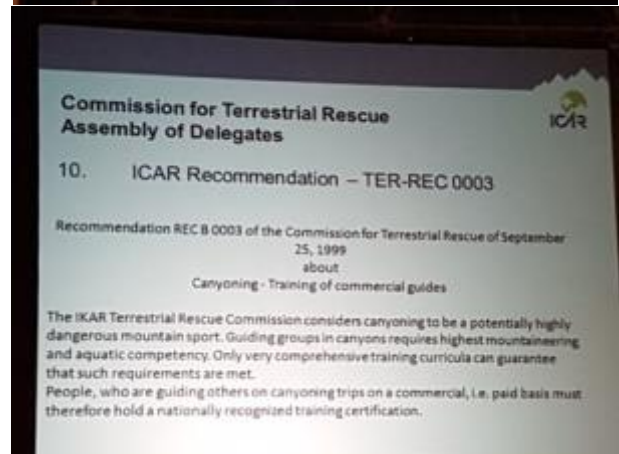 Commission for Terrestrial Rescue
Assembly of Delegates
ICAR
10. ICAR Recommendation – TER-REC 0003
Recommendation REC B 0003 of the Commission for Terrestrial Rescue of September
25, 1999
about
Canyoning - Training of commercial guides
The IKAR Terrestrial Rescue Commission considers canyoning to be a potentially highly
dangerous mountain sport. Guiding groups in canyons requires highest mountaineering
and aquatic competency. Only very comprehensive training curricula can guarantee
that such requirements are met.
People, who are guiding others on canyoning trips on a commercial, i.e. paid basis must
therefore hold a nationally recognized training certification.